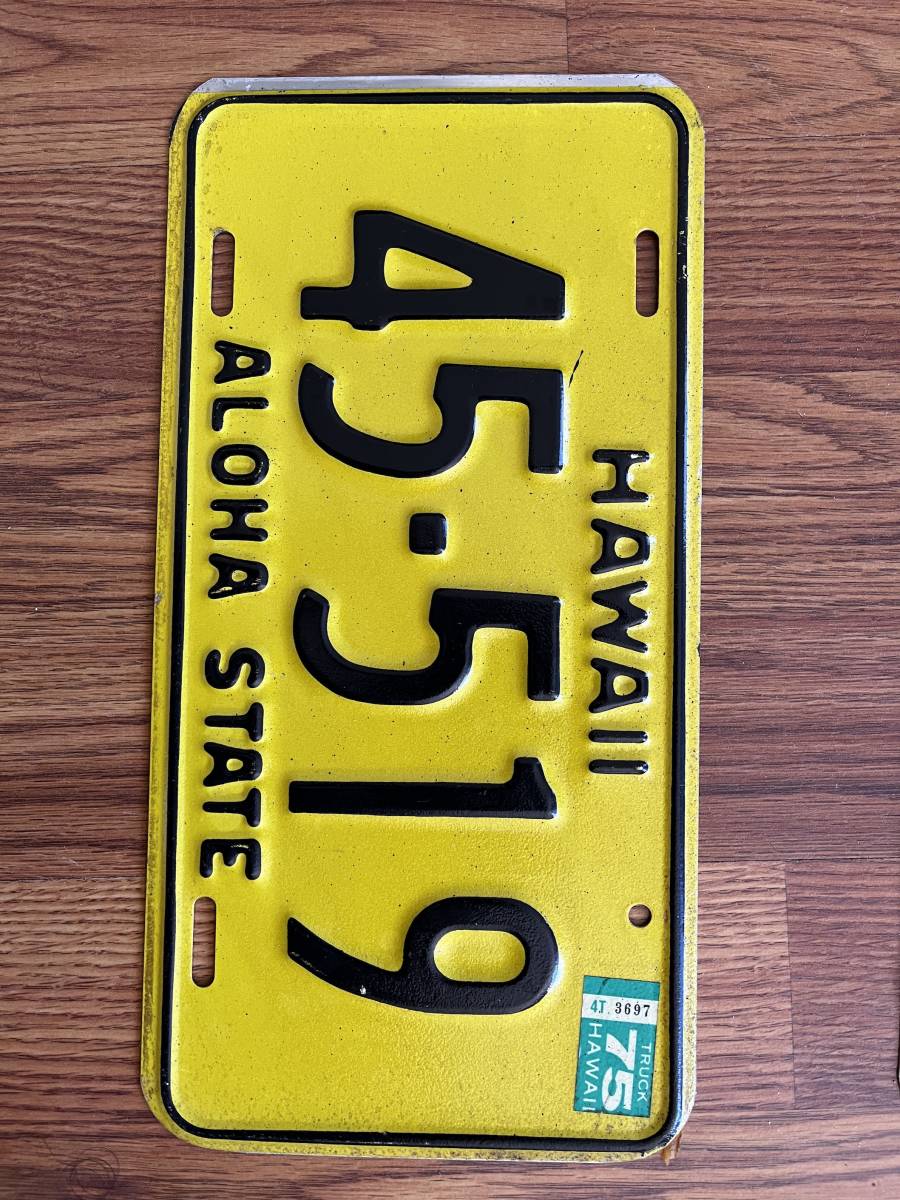 HAWAII
45·519
ALOHA STATE
4T. 3697
TRUCK
75
HAWAII